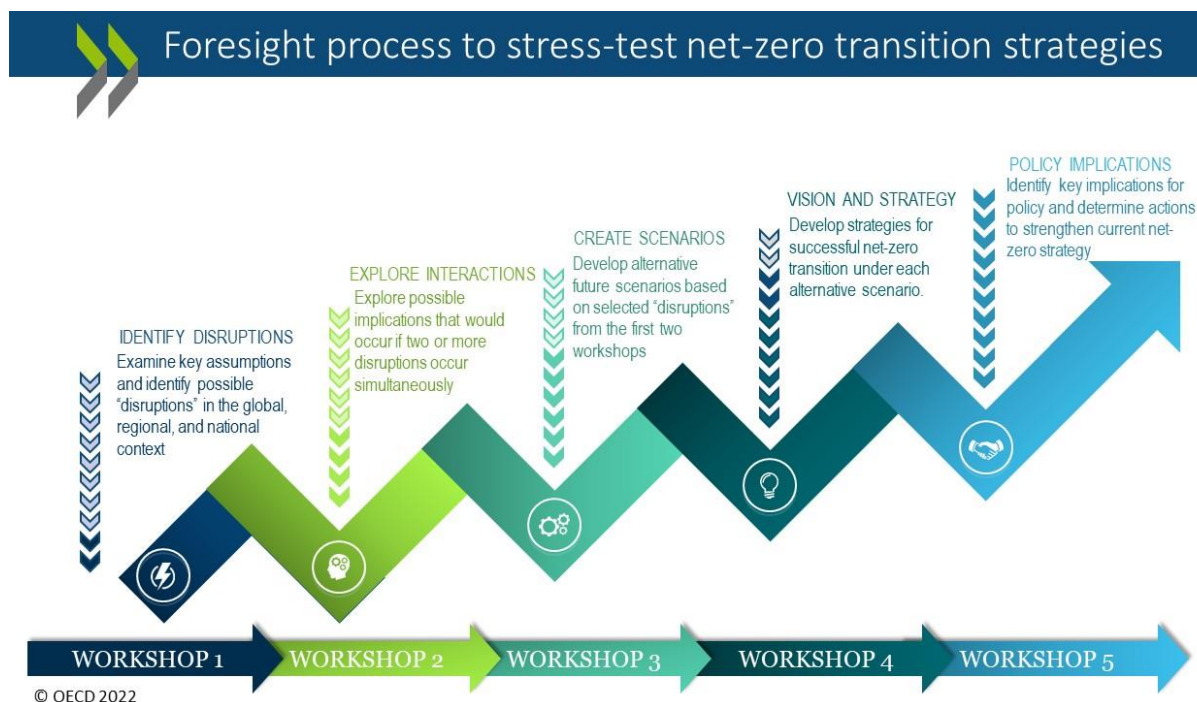 Foresight process to stress-test net-zero transition strategies
IDENTIFY DISRUPTIONS
Examine key assumptions
and identify possible
“disruptions” in the global,
regional, and national
context
EXPLORE INTERACTIONS
Explore possible
implications that would
occur if two or more
disruptions occur
simultaneously
CREATE SCENARIOS
Develop alternative
future scenarios based
on selected “disruptions”
from the first two
workshops
VISION AND STRATEGY
Develop strategies for
successful net-zero
transition under each
alternative scenario.
POLICY IMPLICATIONS
Identify key implications for
policy and determine actions
to strengthen current net-
zero strategy
WORKSHOP 1
WORKSHOP 2
WORKSHOP 3
WORKSHOP 4
WORKSHOP 5
© OECD 2022